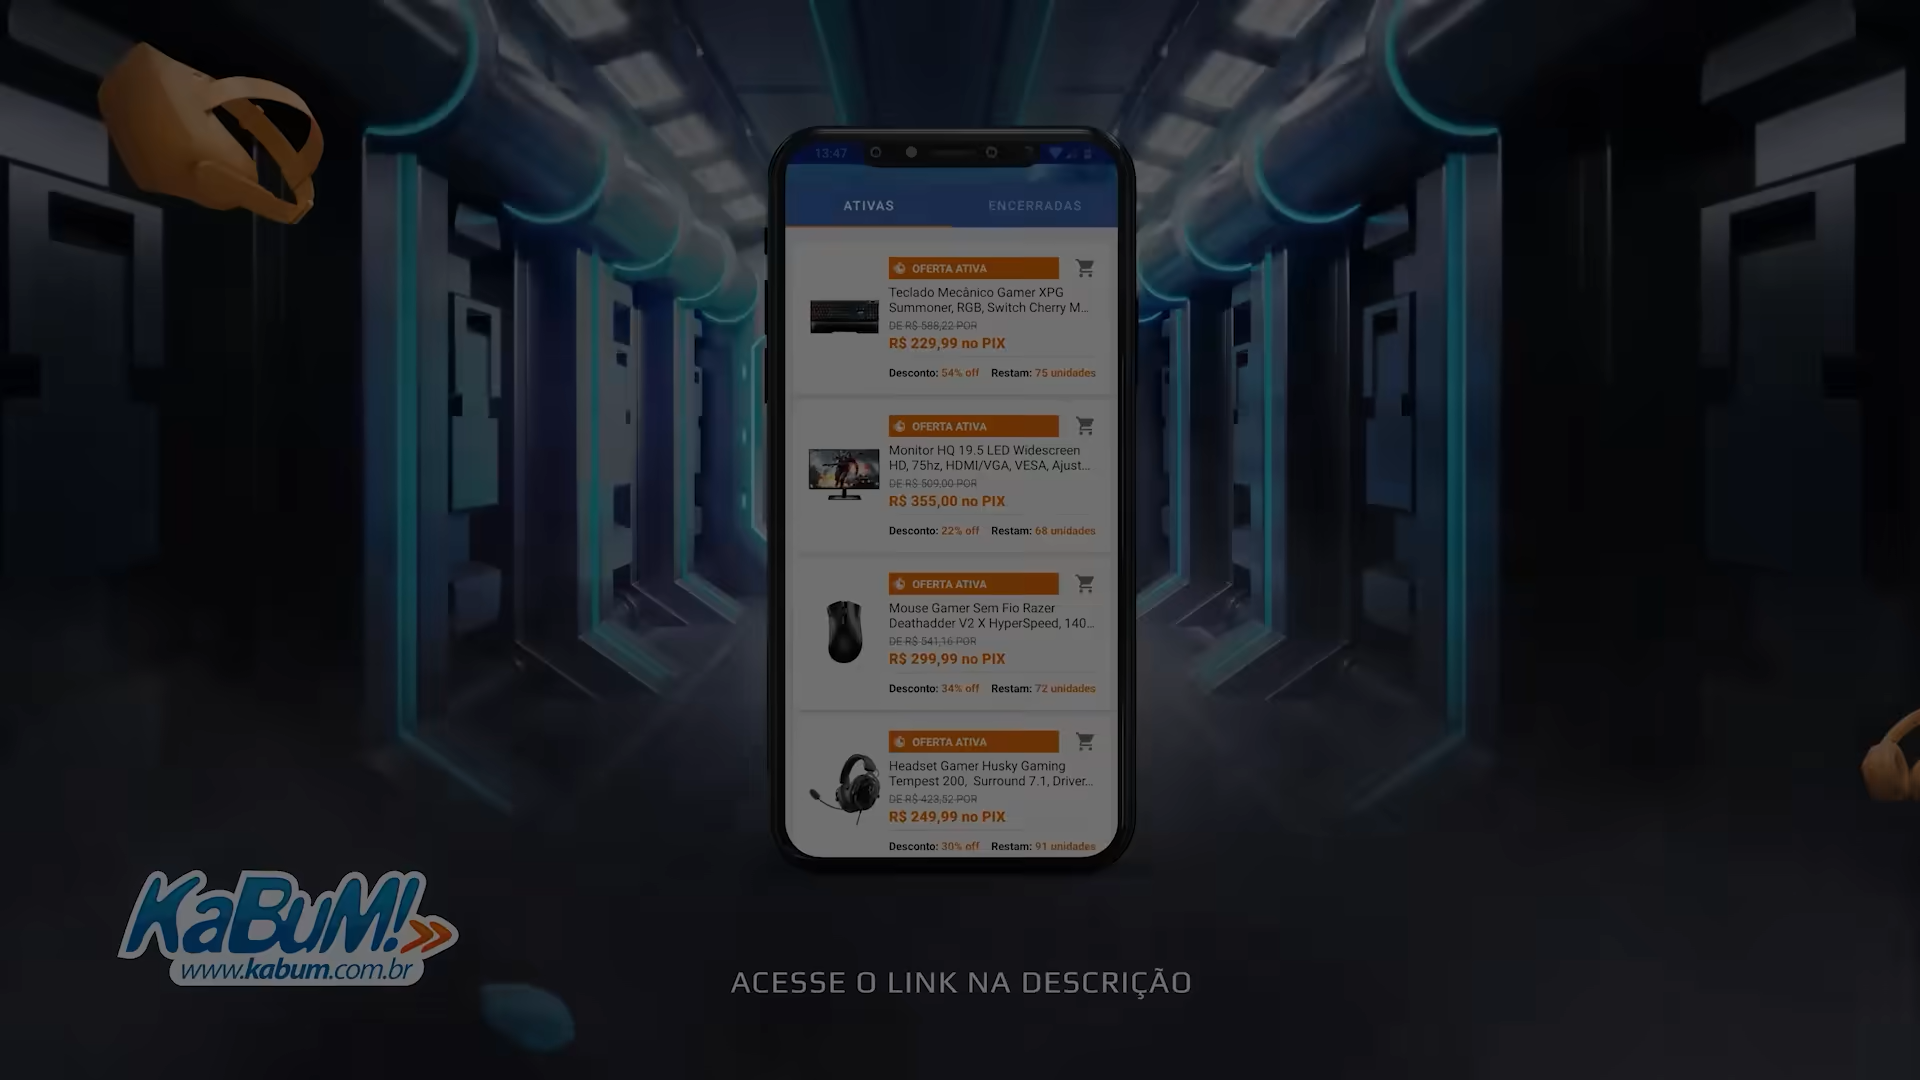 13:47
ATIVAS
ENCERRADAS
OFERTA ATIVA
Teclado Mecânico Gamer XPG
Summoner, RGB, Switch Cherry M...
DE R$ 588,22 POR
R$ 229,99 no PIX
Desconto: 54% off Restam: 75 unidades
OFERTA ATIVA
Monitor HQ 19.5 LED Widescreen
HD, 75hz, HDMI/VGA, VESA, Ajust...
DE R$ 509,00 POR
R$ 355,00 no PIX
Desconto: 22% off Restam: 68 unidades
OFERTA ATIVA
Mouse Gamer Sem Fio Razer
Deathadder V2 X HyperSpeed, 140...
DE R$ 541,16 POR
R$ 299,99 no PIX
Desconto: 34% off Restam: 72 unidades
OFERTA ATIVA
Headset Gamer Husky Gaming
Tempest 200, Surround 7.1, Driver...
DE R$ 423,52 POR
R$ 249,99 no PIX
Desconto: 30% off Restam: 91 unidades
KaBuM!
www.kabum.com.br
ACESSE O LINK NA DESCRIÇÃO